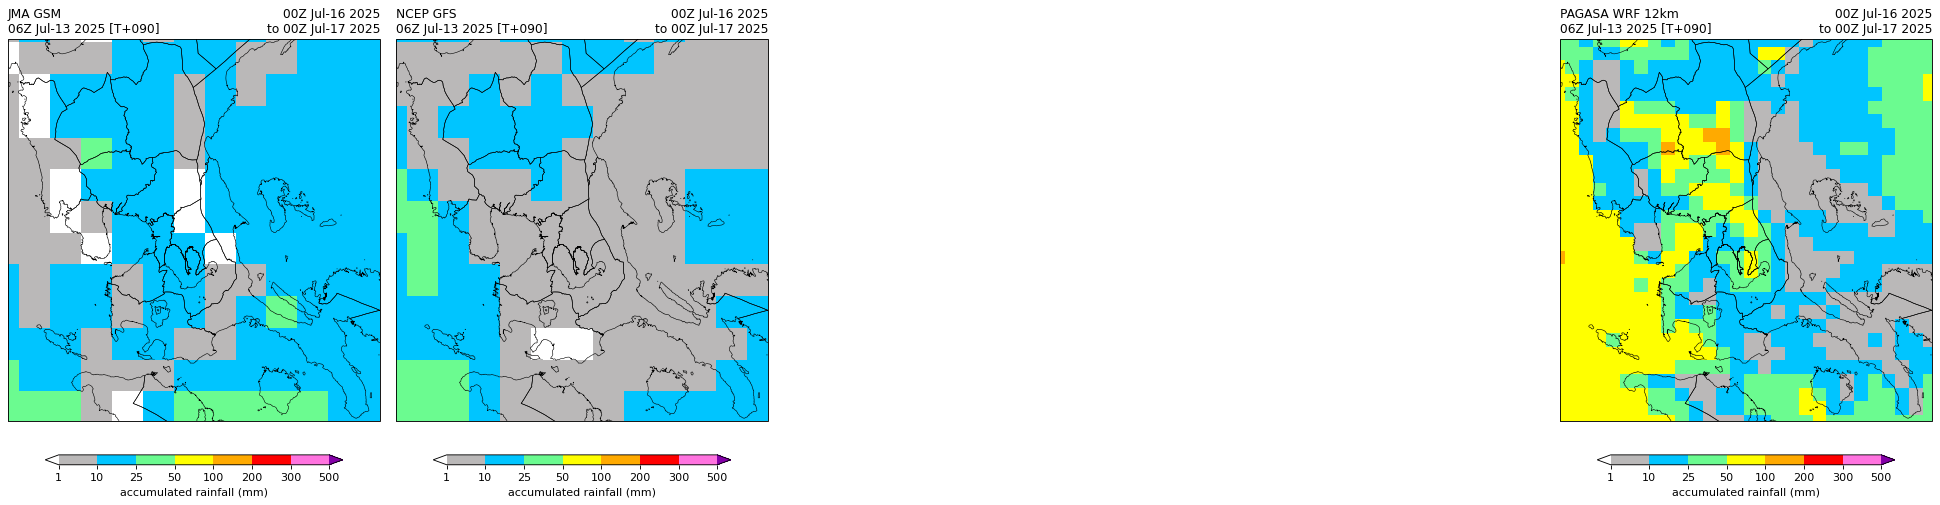 JMA GSM 00Z Jul-16 2025
06Z Jul-13 2025 [T+090] to 00Z Jul-17 2025
1 10 25 50 100 200 300 500
accumulated rainfall (mm)
NCEP GFS 00Z Jul-16 2025
06Z Jul-13 2025 [T+090] to 00Z Jul-17 2025
1 10 25 50 100 200 300 500
accumulated rainfall (mm)
PAGASA WRF 12km 00Z Jul-16 2025
06Z Jul-13 2025 [T+090] to 00Z Jul-17 2025
1 10 25 50 100 200 300 500
accumulated rainfall (mm)